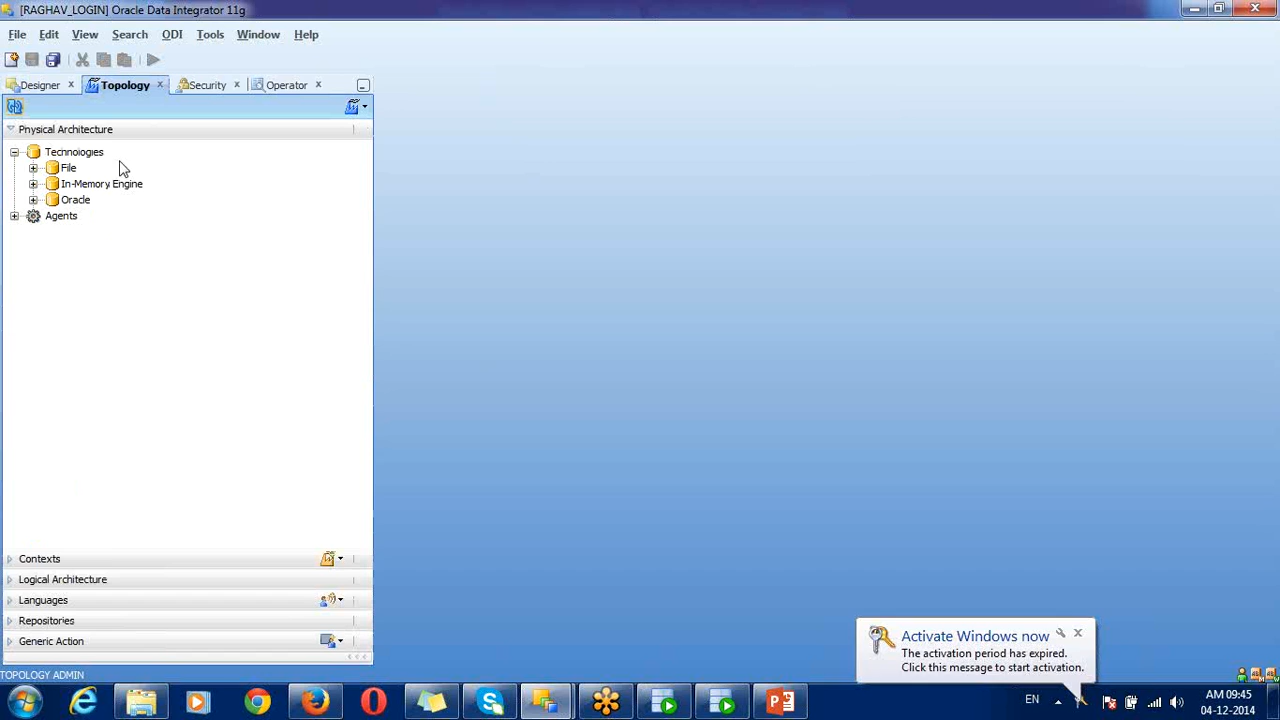 [RAGHAV_LOGIN] Oracle Data Integrator 11g
File Edit View Search ODI Tools Window Help
Designer Topology Security Operator
Physical Architecture
Technologies
File
In-Memory Engine
Oracle
Agents
Contexts
Logical Architecture
Languages
Repositories
Generic Action
TOPOLOGY ADMIN
Activate Windows now
The activation period has expired.
Click this message to start activation.
EN
AM 09:45
04-12-2014